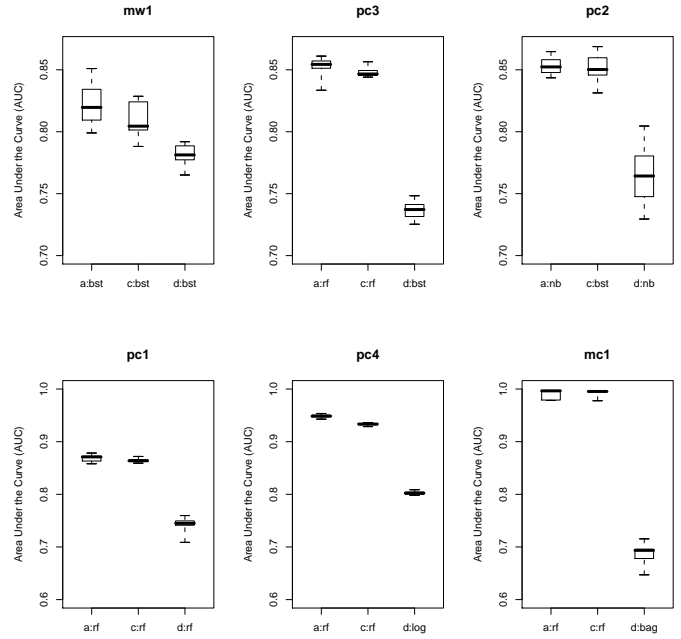 mw1
Area Under the Curve (AUC)
0.70 0.75 0.80 0.85
a:bst c:bst d:bst
pc3
Area Under the Curve (AUC)
0.70 0.75 0.80 0.85
a:rf c:rf d:bst
pc2
Area Under the Curve (AUC)
0.70 0.75 0.80 0.85
a:nb c:bst d:nb
pc1
Area Under the Curve (AUC)
0.6 0.7 0.8 0.9 1.0
a:rf c:rf d:rf
pc4
Area Under the Curve (AUC)
0.6 0.7 0.8 0.9 1.0
a:rf c:rf d:log
mc1
Area Under the Curve (AUC)
0.6 0.7 0.8 0.9 1.0
a:rf c:rf d:bag